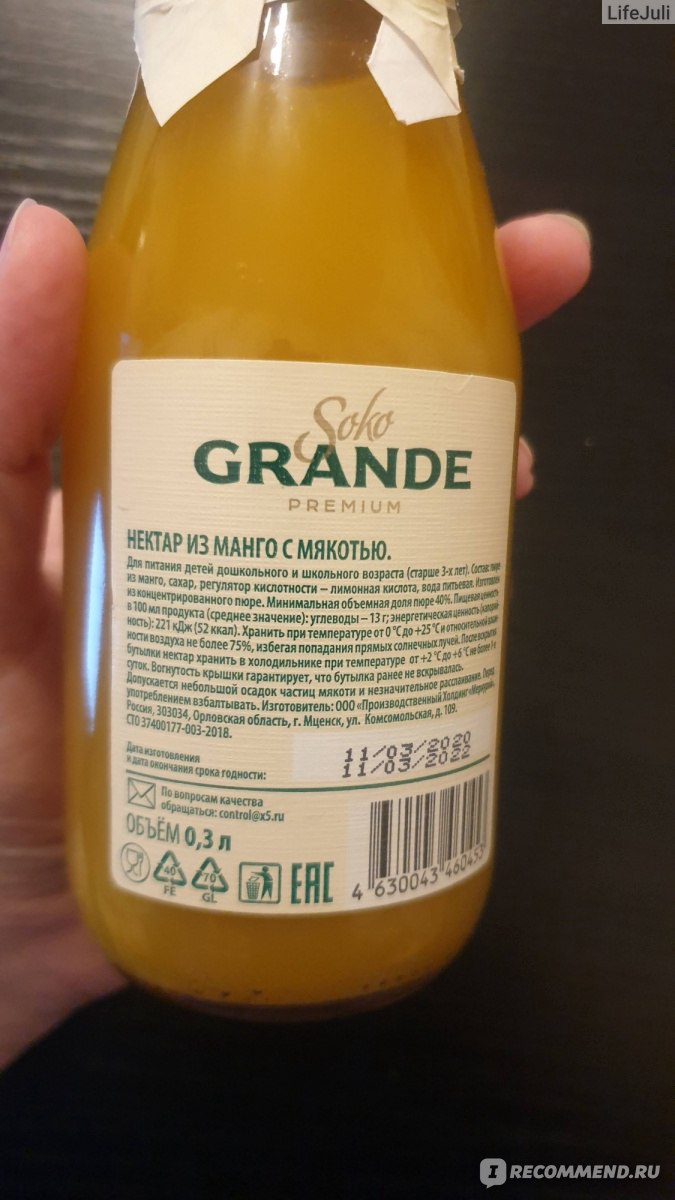 LifeJuli
Soko
GRANDE
PREMIUM
НЕКТАР ИЗ МАНГО С МЯКОТЬЮ.
Для питания детей дошкольного и школьного возраста (старше 3-х лет). Состав: пюре
из манго, сахар, регулятор кислотности – лимонная кислота, вода питьевая. Изготовлен
из концентрированного пюре. Минимальная объемная доля пюре 40%. Пищевая ценность
в 100 мл продукта (среднее значение): углеводы – 13 г; энергетическая ценность (калорий-
ность): 221 кДж (52 ккал). Хранить при температуре от 0 °С до +25 °С и относительной влаж-
ности воздуха не более 75%, избегая попадания прямых солнечных лучей. После вскрытия
бутылки нектар хранить в холодильнике при температуре от +2 °С до +6 °С не более
суток. Вогнутость крышки гарантирует, что бутылка ранее не вскрывалась.
Допускается небольшой осадок частиц мякоти и незначительное расслаивание. Перед
употреблением взбалтывать. Изготовитель: ООО «Производственный Холдинг «Меркурий»,
Россия, 303034, Орловская область, г. Мценск, ул. Комсомольская, д. 109.
СТО 37400177-003-2018.
Дата изготовления
и дата окончания срока годности:
11/03/2020
11/03/2022
По вопросам качества
обращаться: control@x5.ru
ОБЪЁМ 0,3 л
40
FE
70
GL
EAC
4 630043 460453
IRECOMMEND.RU